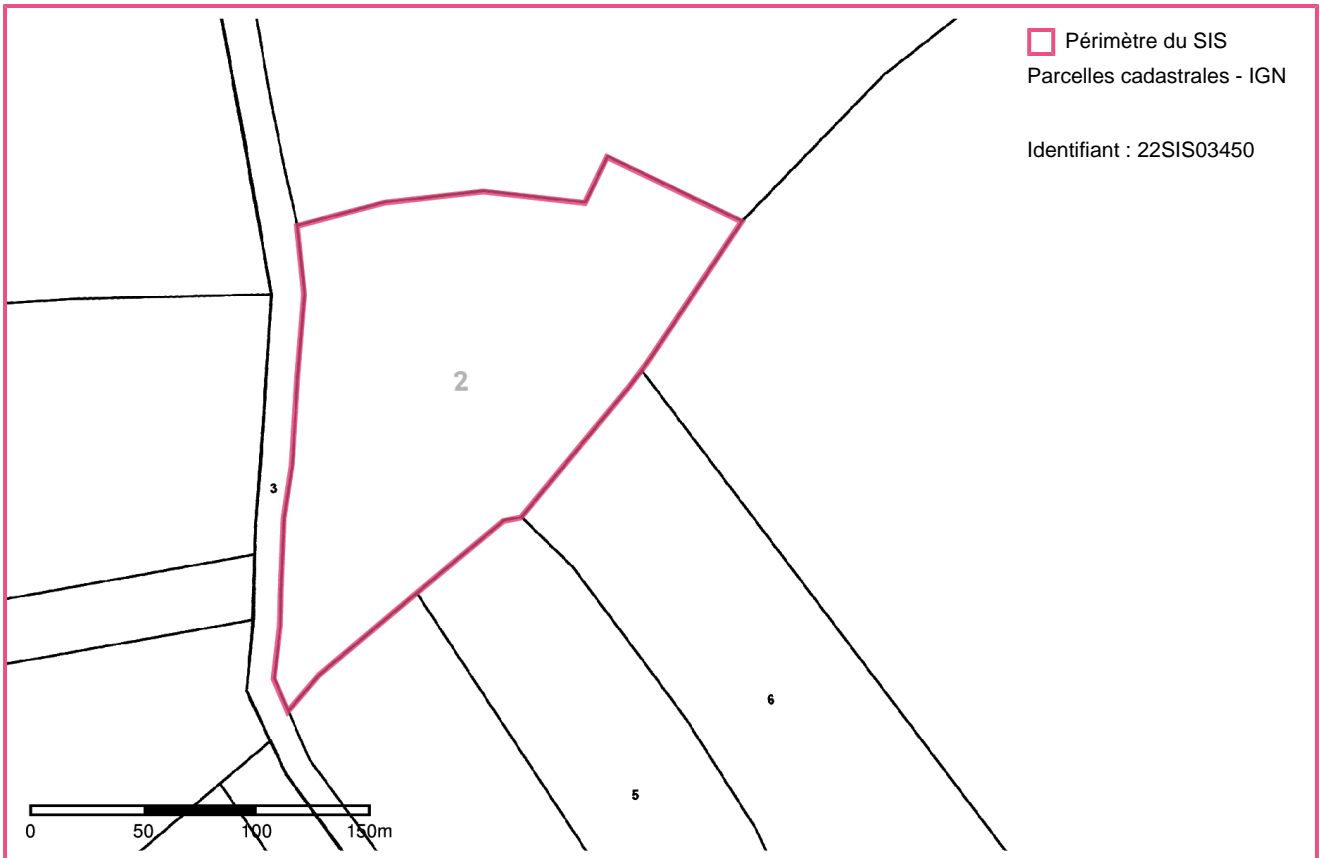 Périmètre du SIS
Parcelles cadastrales - IGN
Identifiant : 22SIS03450
2
3
6
5
0 50 100 150m